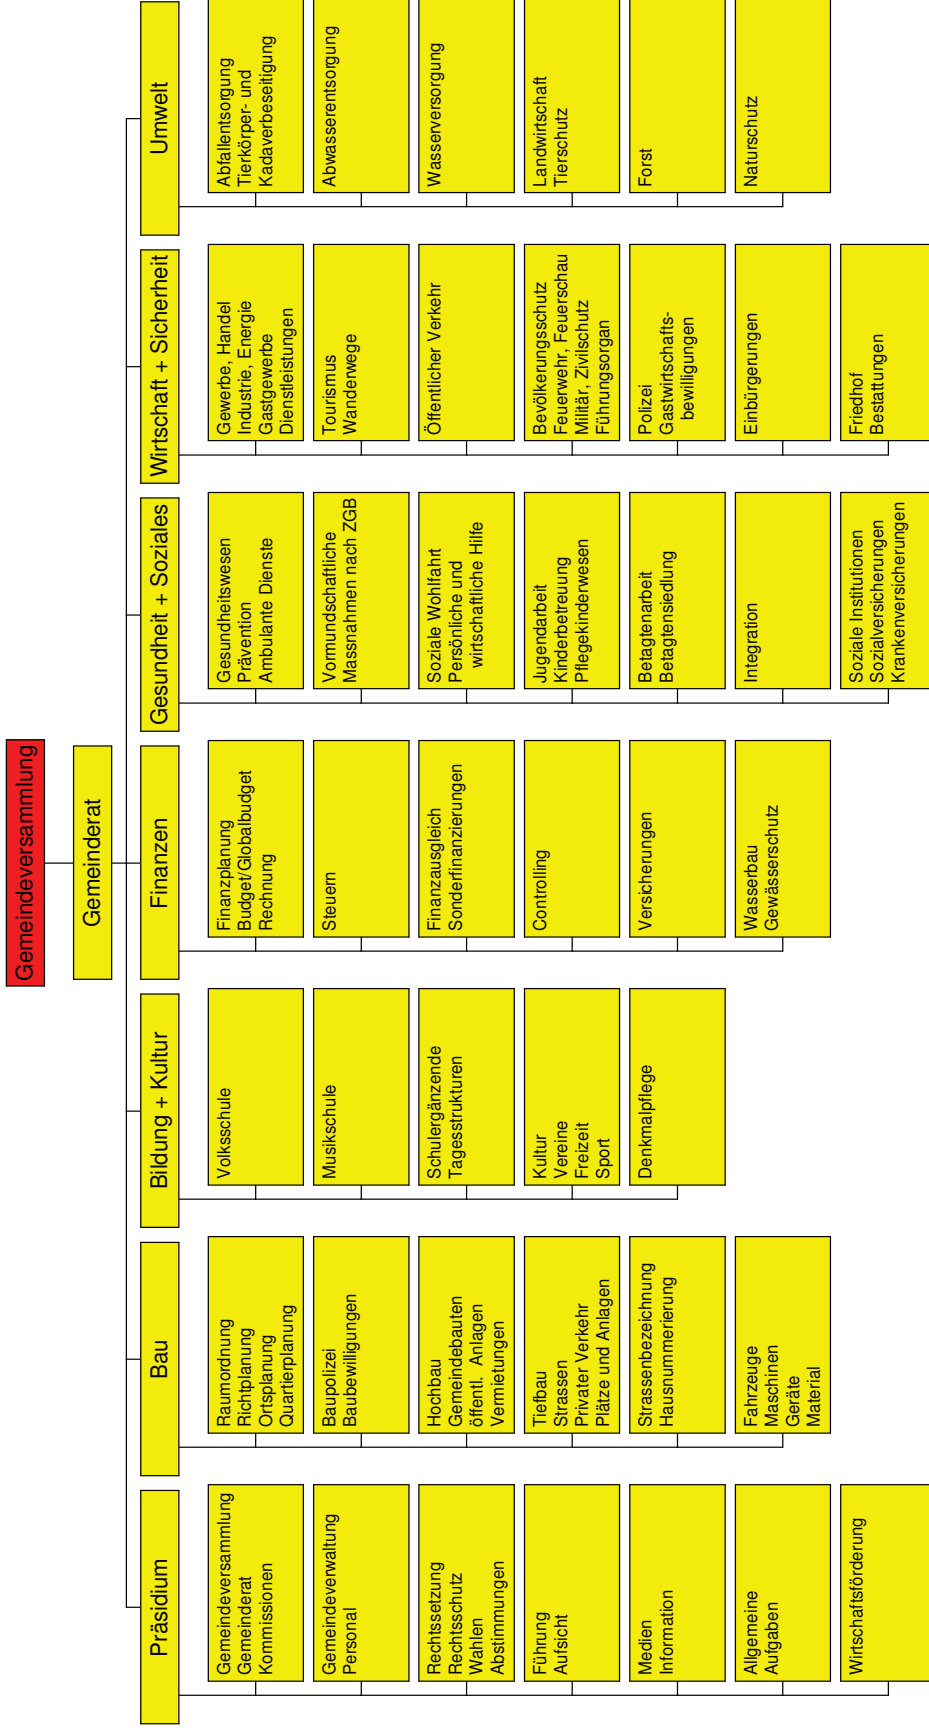 Gemeindeversammlung
Gemeinderat
Präsidium
Gemeindeversammlung
Gemeinderat
Kommissionen
Gemeindeverwaltung
Personal
Rechtssetzung
Rechtsschutz
Wahlen
Abstimmungen
Führung
Aufsicht
Medien
Information
Allgemeine
Aufgaben
Wirtschaftsförderung
Bau
Raumordnung
Richtplanung
Ortsplanung
Quartierplanung
Baupolizei
Baubewilligungen
Hochbau
Gemeindebauten
öffentl. Anlagen
Vermietungen
Tiefbau
Strassen
Privater Verkehr
Plätze und Anlagen
Strassenbezeichnung
Hausnummerierung
Fahrzeuge
Maschinen
Geräte
Material
Bildung + Kultur
Volksschule
Musikschule
Schulergänzende
Tagesstrukturen
Kultur
Vereine
Freizeit
Sport
Denkmalpflege
Finanzen
Finanzplanung
Budget/Globalbudget
Rechnung
Steuern
Finanzausgleich
Sonderfinanzierungen
Controlling
Versicherungen
Wasserbau
Gewässerschutz
Gesundheit + Soziales
Gesundheitswesen
Prävention
Ambulante Dienste
Vormundschaftliche
Massnahmen nach ZGB
Soziale Wohlfahrt
Persönliche und
wirtschaftliche Hilfe
Jugendarbeit
Kinderbetreuung
Pflegekinderwesen
Betagtenarbeit
Betagtensiedlung
Integration
Soziale Institutionen
Sozialversicherungen
Krankenversicherungen
Wirtschaft + Sicherheit
Gewerbe, Handel
Industrie, Energie
Gastgewerbe
Dienstleistungen
Tourismus
Wanderwege
Öffentlicher Verkehr
Bevölkerungsschutz
Feuerwehr, Feuerschau
Militär, Zivilschutz
Führungsorgan
Polizei
Gastwirtschafts-
bewilligungen
Einbürgerungen
Friedhof
Bestattungen
Umwelt
Abfallentsorgung
Tierkörper- und
Kadaverbeseitigung
Abwasserentsorgung
Wasserversorgung
Landwirtschaft
Tierschutz
Forst
Naturschutz